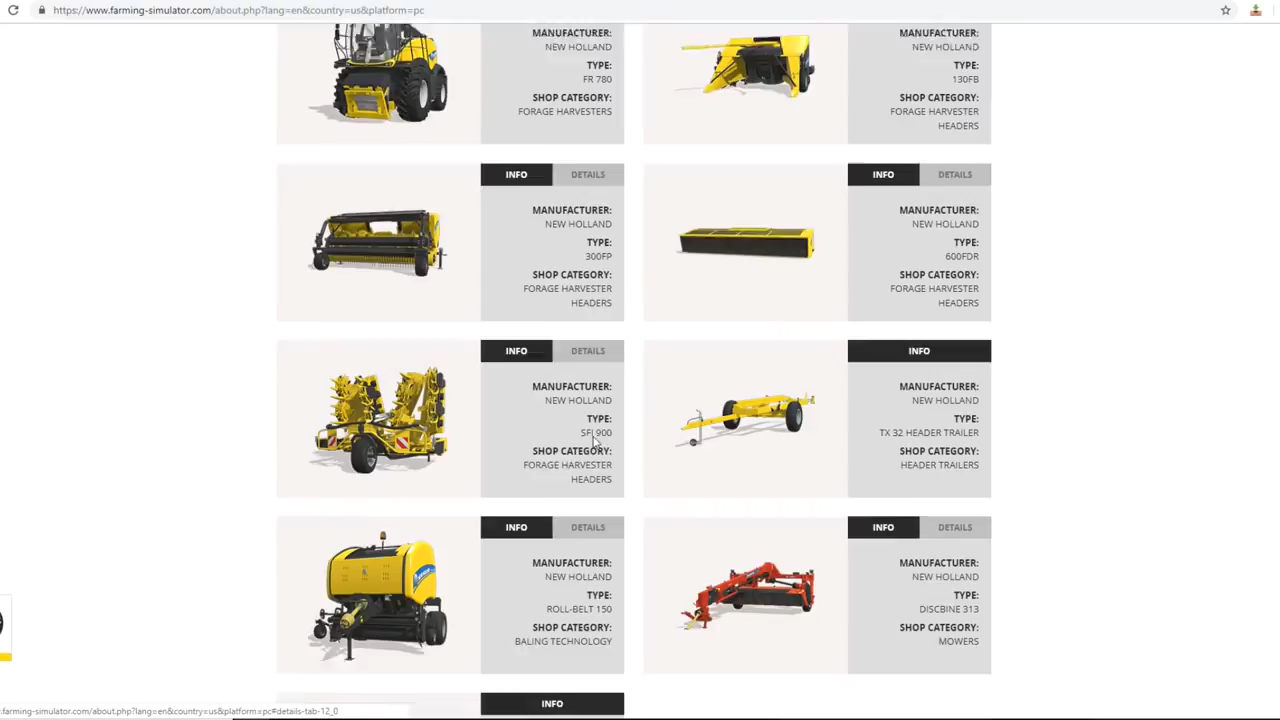 https://www.farming-simulator.com/about.php?lang=en&country=us&platform=pc
MANUFACTURER:
NEW HOLLAND
TYPE:
FR 780
SHOP CATEGORY:
FORAGE HARVESTERS
MANUFACTURER:
NEW HOLLAND
TYPE:
130FB
SHOP CATEGORY:
FORAGE HARVESTER
HEADERS
INFO DETAILS
MANUFACTURER:
NEW HOLLAND
TYPE:
300FP
SHOP CATEGORY:
FORAGE HARVESTER
HEADERS
INFO DETAILS
MANUFACTURER:
NEW HOLLAND
TYPE:
600FDR
SHOP CATEGORY:
FORAGE HARVESTER
HEADERS
INFO DETAILS
MANUFACTURER:
NEW HOLLAND
TYPE:
SFI 900
SHOP CATEGORY:
FORAGE HARVESTER
HEADERS
INFO
MANUFACTURER:
NEW HOLLAND
TYPE:
TX 32 HEADER TRAILER
SHOP CATEGORY:
HEADER TRAILERS
INFO DETAILS
MANUFACTURER:
NEW HOLLAND
TYPE:
ROLL-BELT 150
SHOP CATEGORY:
BALING TECHNOLOGY
INFO DETAILS
MANUFACTURER:
NEW HOLLAND
TYPE:
DISCBINE 313
SHOP CATEGORY:
MOWERS
INFO
w.farming-simulator.com/about.php?lang=en&country=us&platform=pc#details-tab-12_0